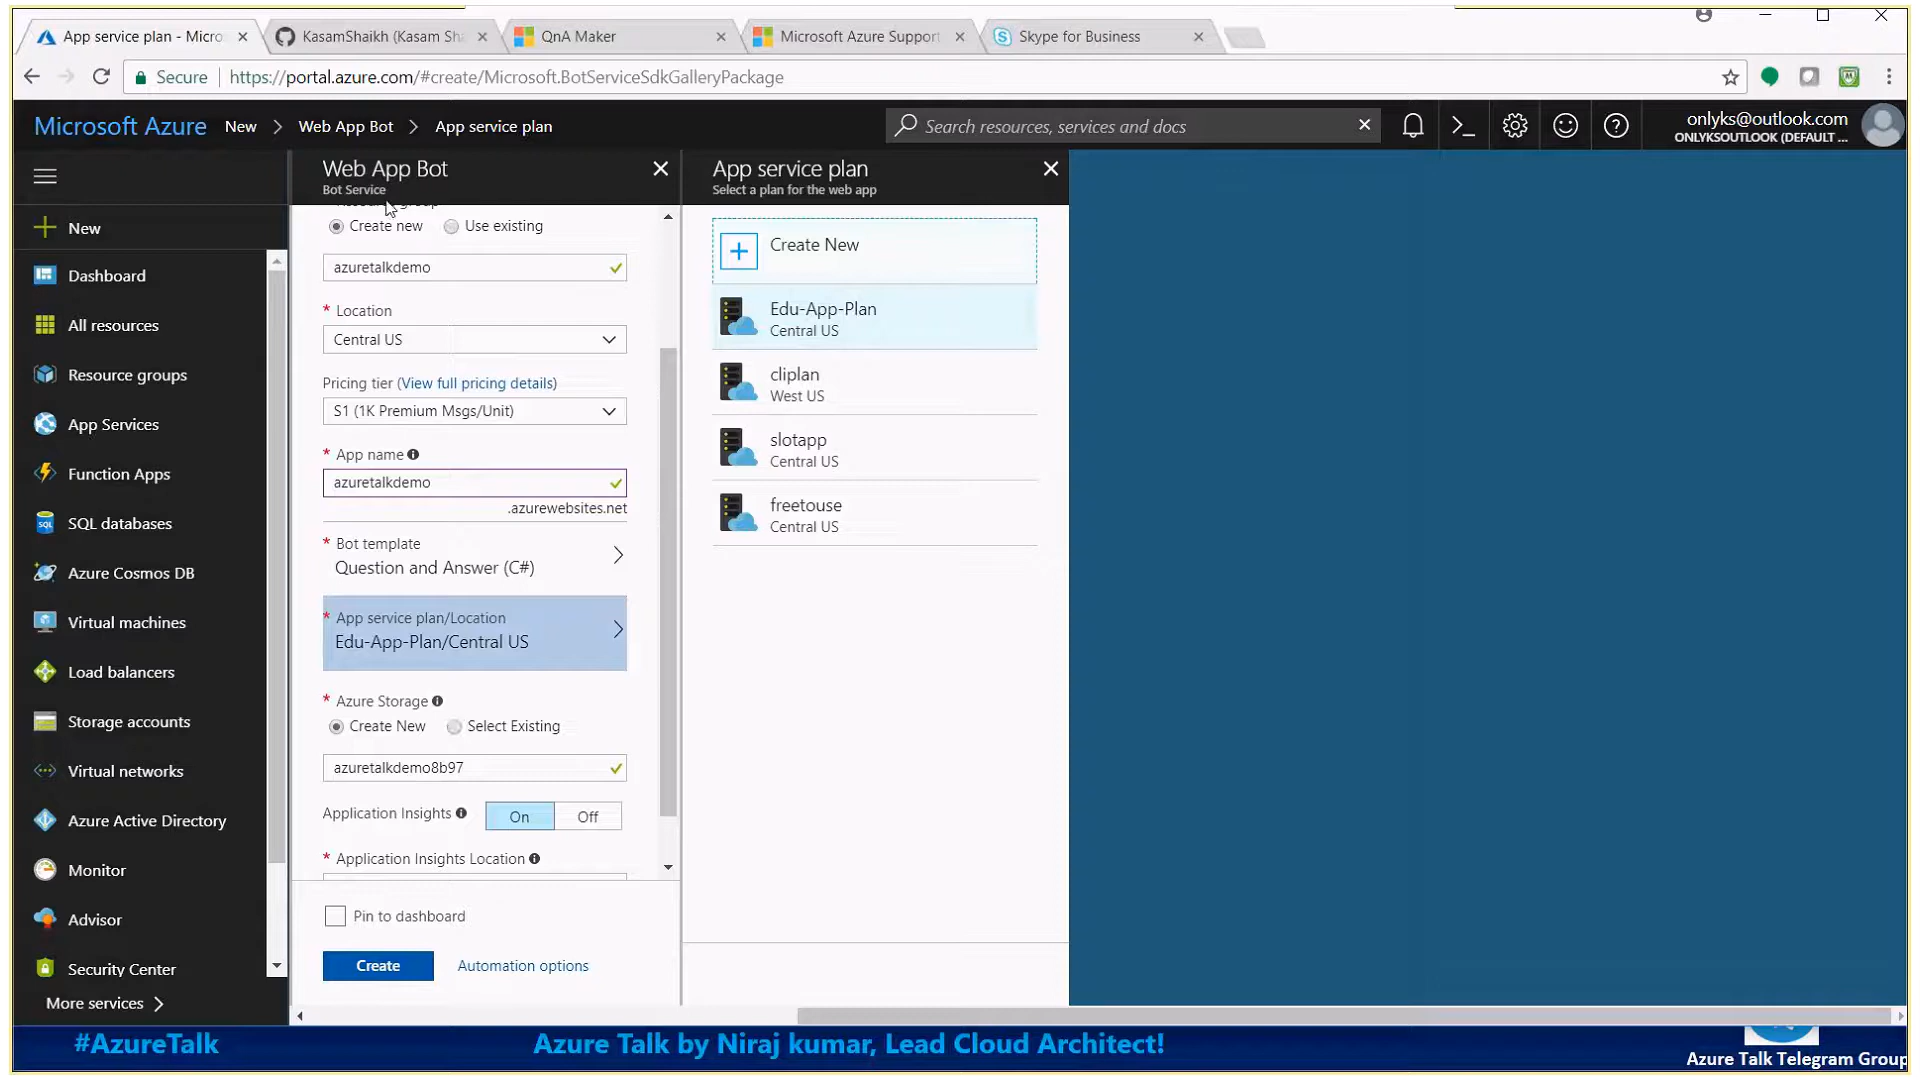 App service plan - Micro
KasamShaikh (Kasam Sha
QnA Maker
Microsoft Azure Support
Skype for Business
Secure
https://portal.azure.com/#create/Microsoft.BotServiceSdkGalleryPackage
Microsoft Azure
New
Web App Bot
App service plan
Search resources, services and docs
onlyks@outlook.com
ONLYKSOUTLOOK (DEFAULT ...
New
Dashboard
All resources
Resource groups
App Services
Function Apps
SQL databases
Azure Cosmos DB
Virtual machines
Load balancers
Storage accounts
Virtual networks
Azure Active Directory
Monitor
Advisor
Security Center
More services
Web App Bot
Bot Service
Create new
Use existing
azuretalkdemo
* Location
Central US
Pricing tier (View full pricing details)
S1 (1K Premium Msgs/Unit)
* App name
azuretalkdemo
.azurewebsites.net
* Bot template
Question and Answer (C#)
* App service plan/Location
Edu-App-Plan/Central US
* Azure Storage
Create New
Select Existing
azuretalkdemo8b97
Application Insights
On
Off
* Application Insights Location
Pin to dashboard
Create
Automation options
App service plan
Select a plan for the web app
Create New
Edu-App-Plan
Central US
cliplan
West US
slotapp
Central US
freetouse
Central US
#AzureTalk
Azure Talk by Niraj kumar, Lead Cloud Architect!
Azure Talk Telegram Group